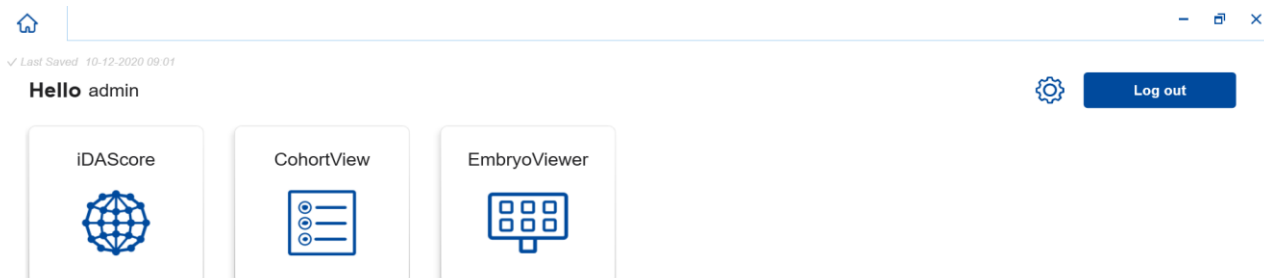 Last Saved 10-12-2020 09:01
Hello admin
Log out
iDAScore
CohortView
EmbryoViewer